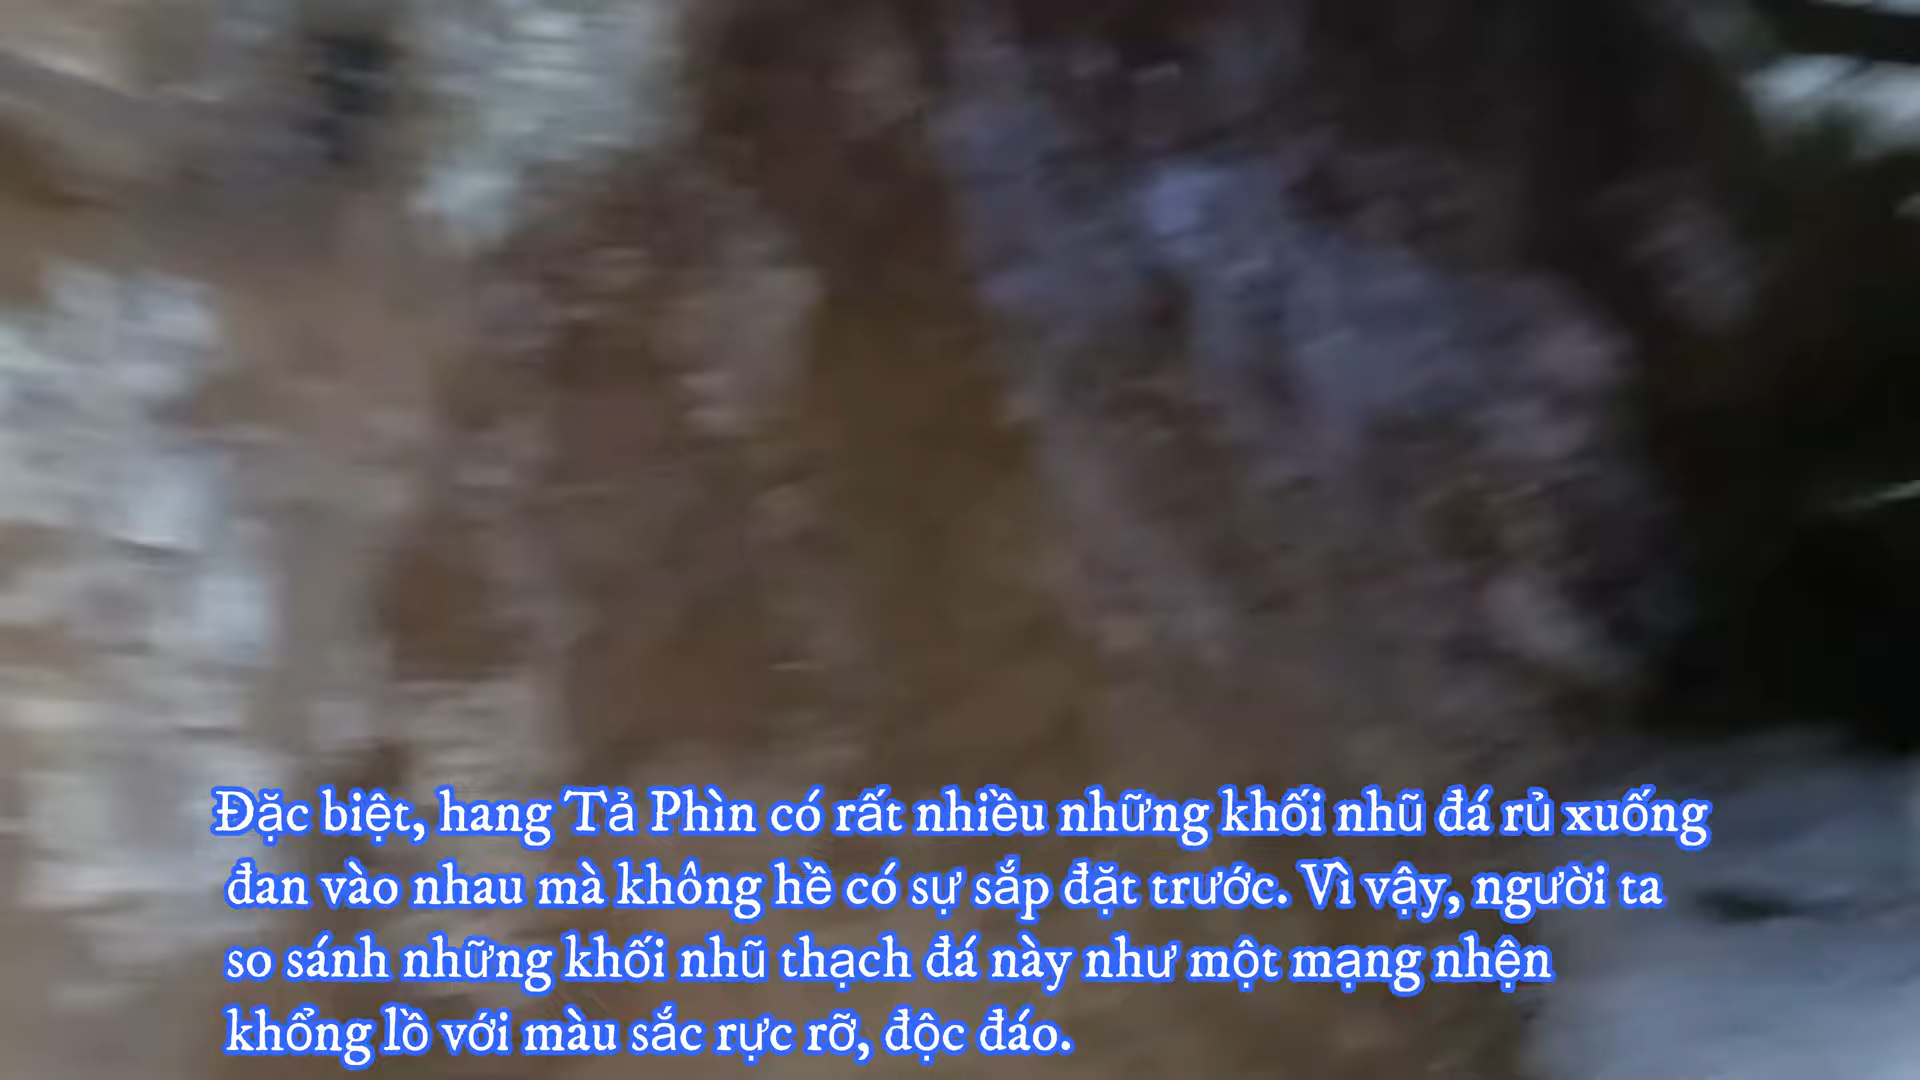 Đặc biệt, hang Tả Phìn có rất nhiều những khối nhũ đá rủ xuống
đan vào nhau mà không hề có sự sắp đặt trước. Vì vậy, người ta
so sánh những khối nhũ thạch đá này như một mạng nhện
khổng lồ với màu sắc rực rỡ, độc đáo.